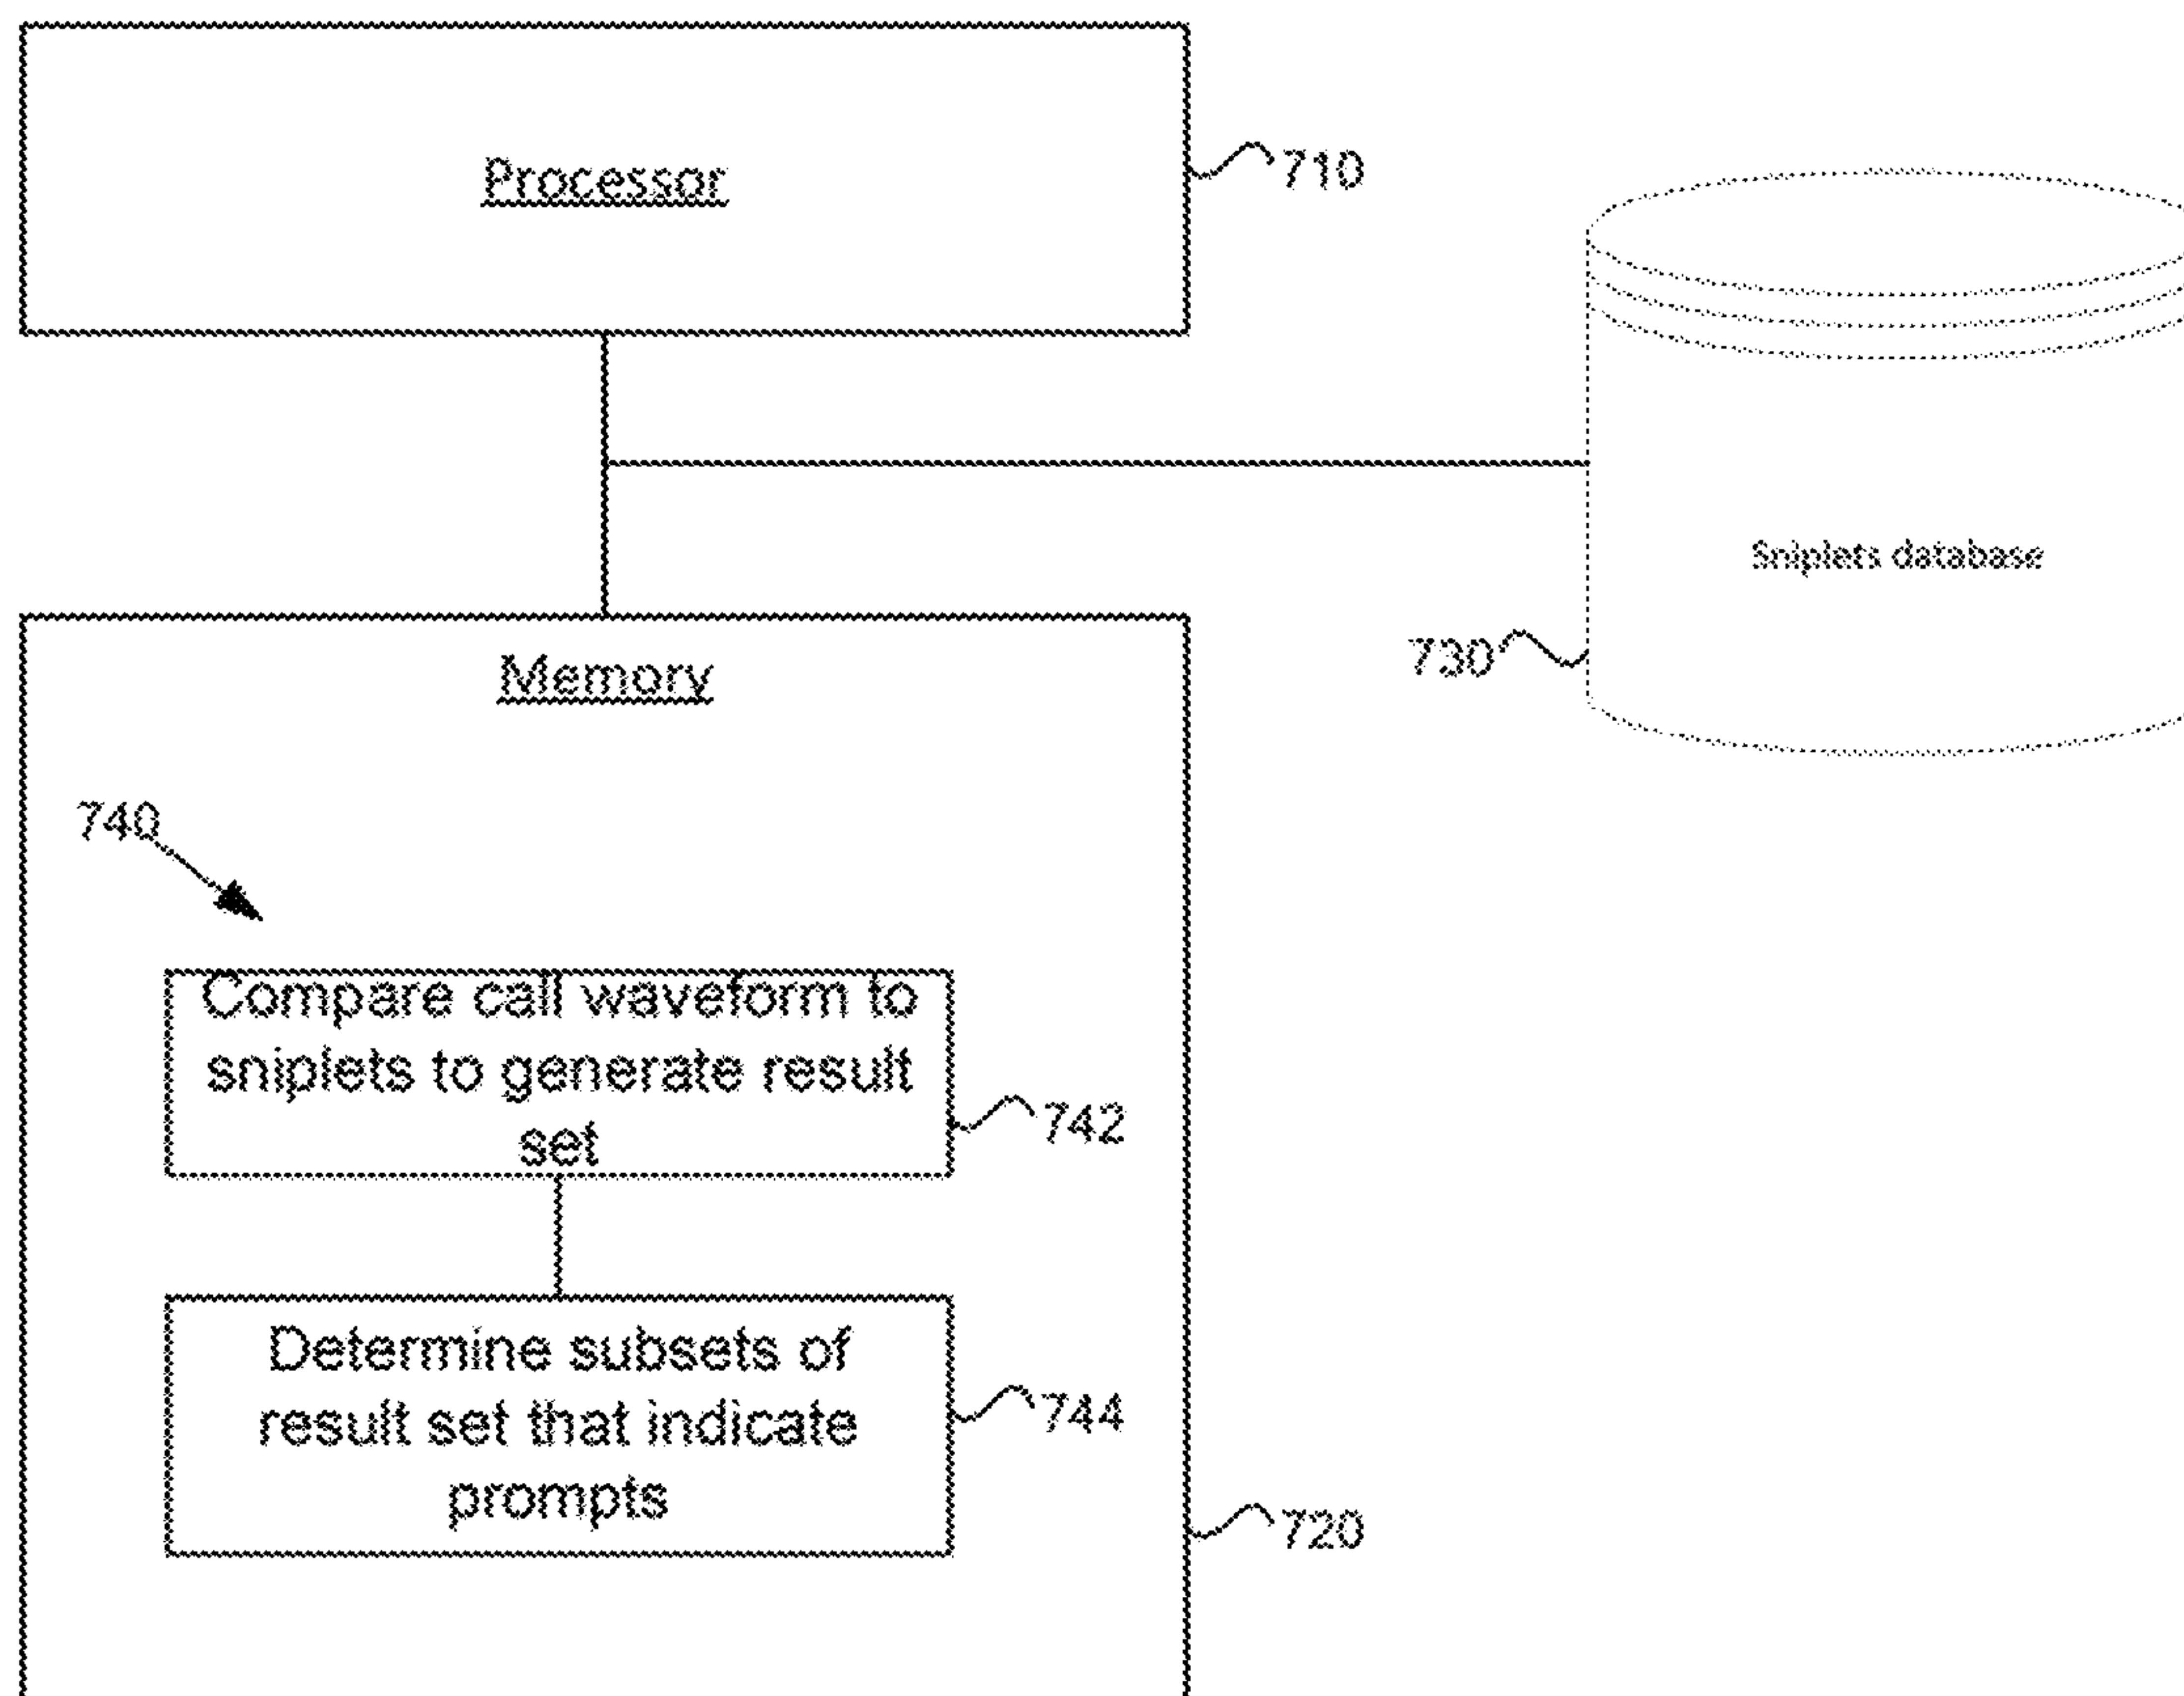 Processor
710
Sniplets database
730
Memory
740
Compare call waveform to
sniplets to generate result
set
742
Determine subsets of
result set that indicate
prompts
744
720